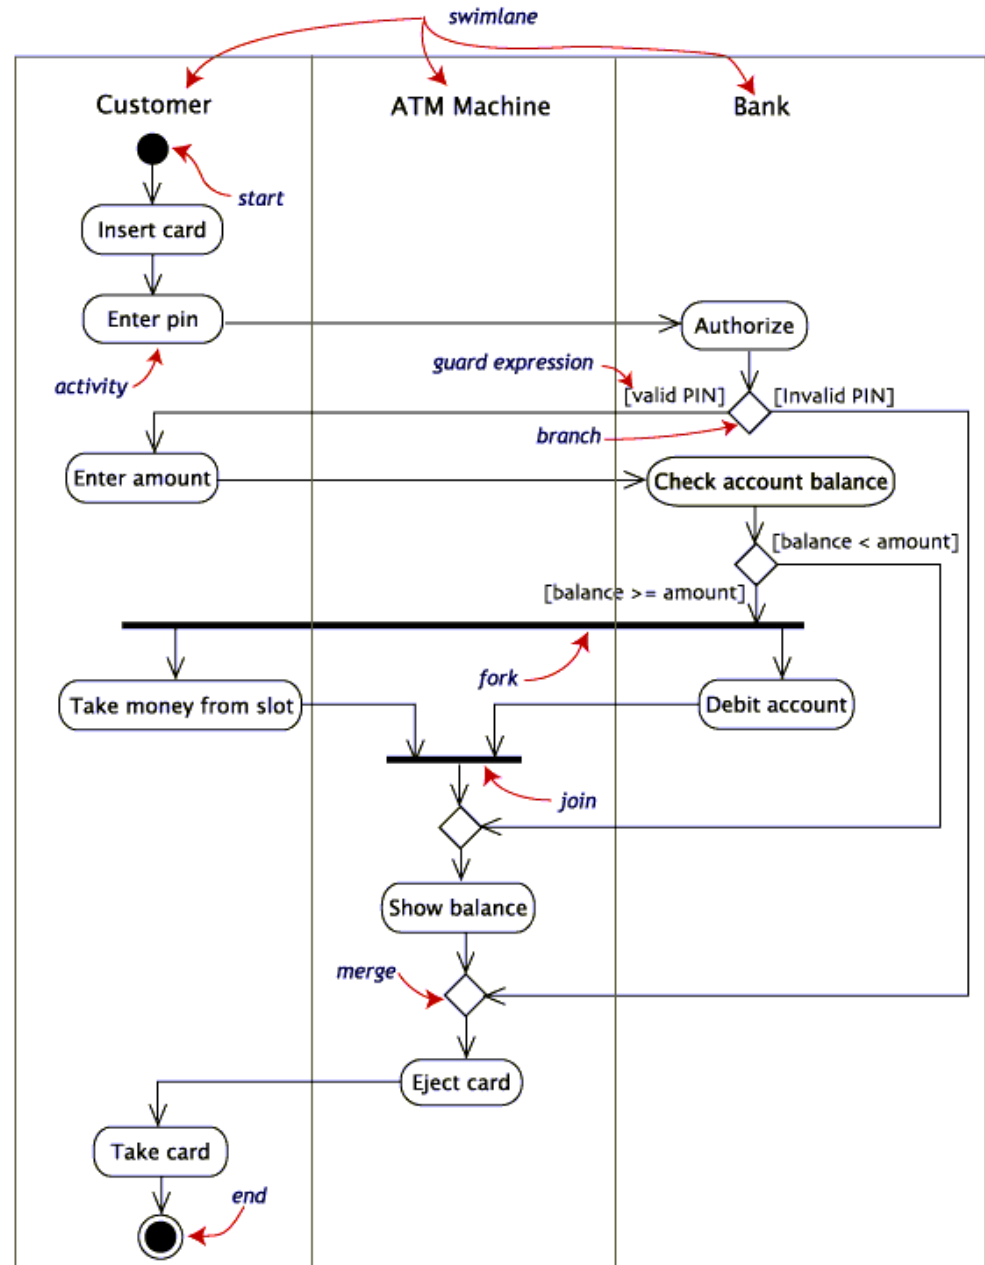 swimlane
Customer
ATM Machine
Bank
start
Insert card
Enter pin
Authorize
guard expression
activity
[valid PIN]
[Invalid PIN]
branch
Enter amount
Check account balance
[balance < amount]
[balance >= amount]
fork
Take money from slot
Debit account
join
Show balance
merge
Eject card
Take card
end